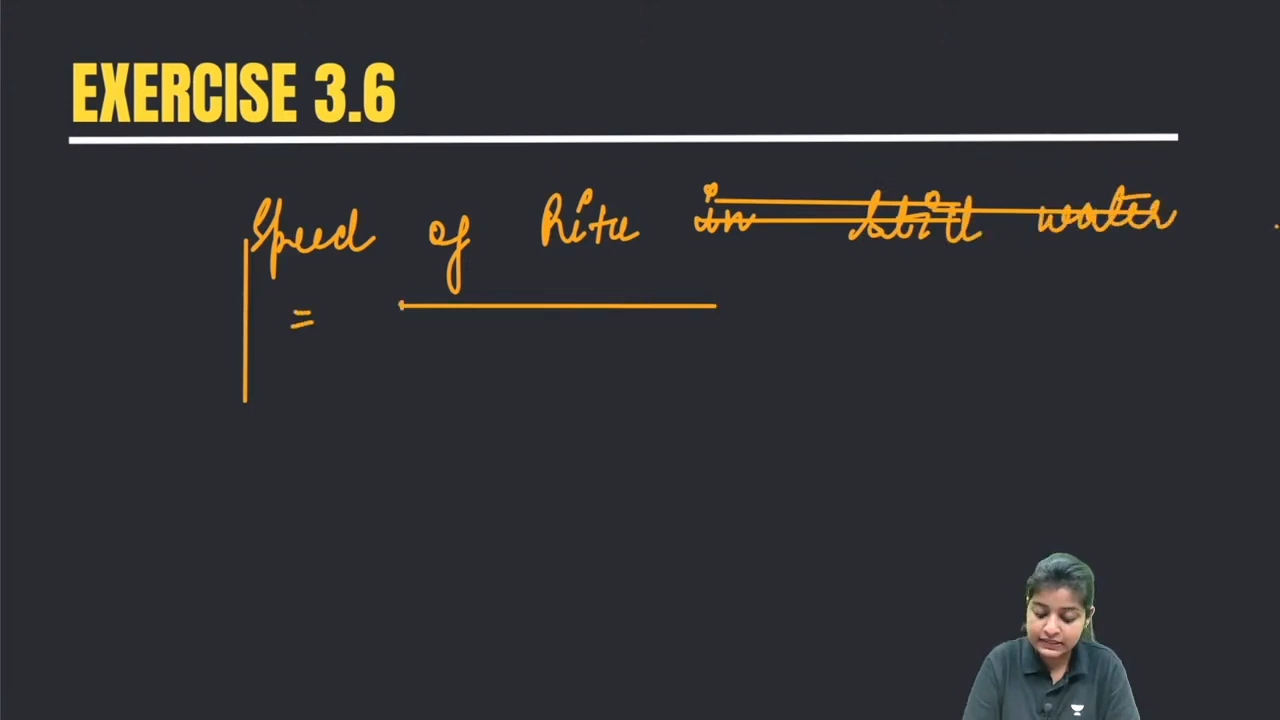 EXERCISE 3.6
Speed of Ritu in still water
=